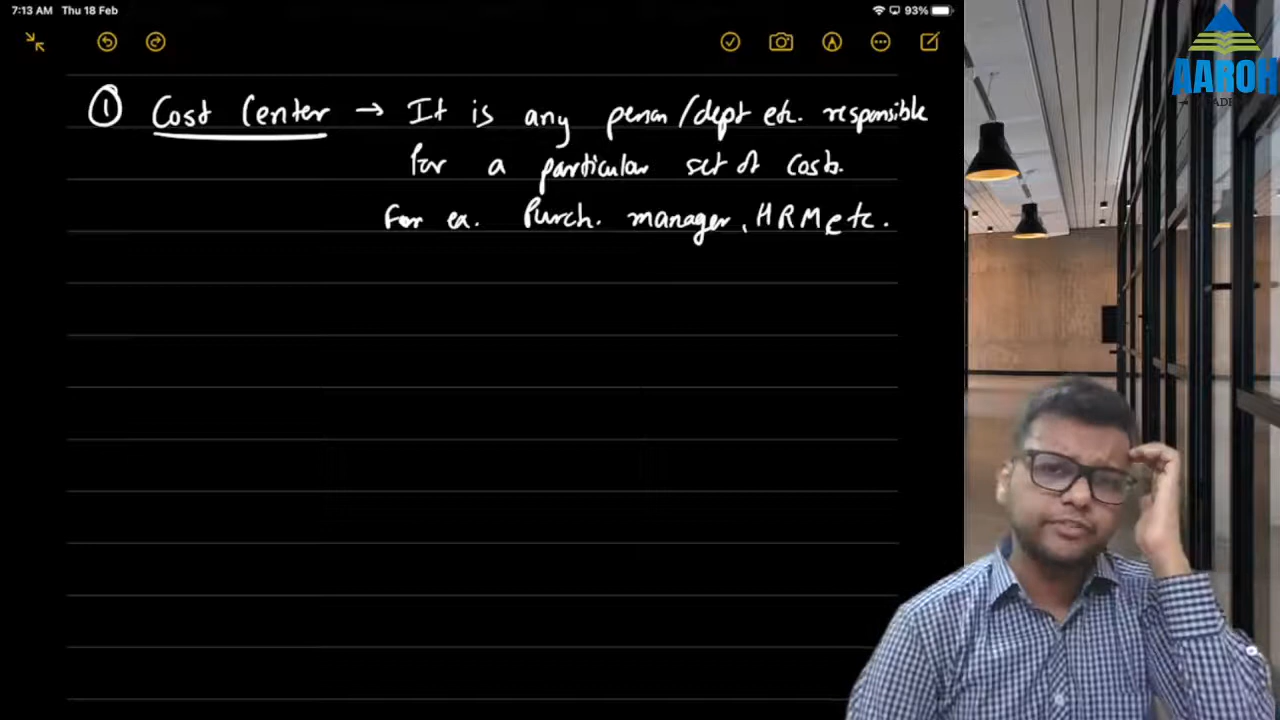 7:13 AM Thu 18 Feb
93%
AAROH
① Cost Center → It is any person/dept etc. responsible
for a particular set of costs.
For ex. Purch. manager, HRM etc.